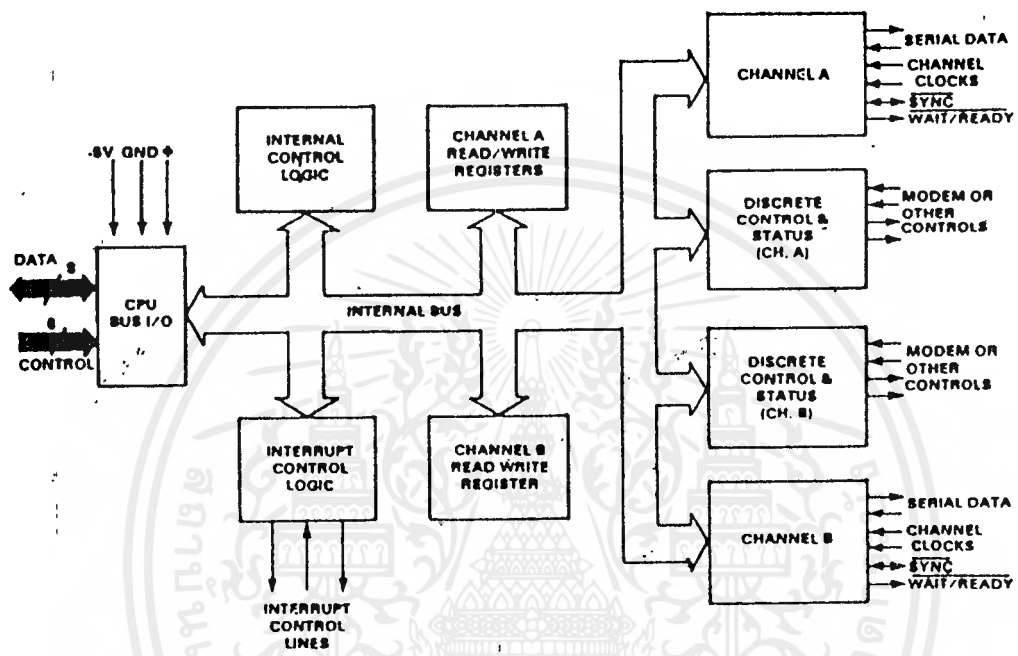 -5V GND +
DATA
8
CPU
BUS I/O
6
CONTROL
INTERNAL
CONTROL
LOGIC
CHANNEL A
READ/WRITE
REGISTERS
INTERNAL BUS
INTERRUPT
CONTROL
LOGIC
CHANNEL B
READ WRITE
REGISTER
INTERRUPT
CONTROL
LINES
CHANNEL A
SERIAL DATA
CHANNEL
CLOCKS
SYNC
WAIT/READY
DISCRETE
CONTROL &
STATUS
(CH. A)
MODEM OR
OTHER
CONTROLS
DISCRETE
CONTROL &
STATUS
(CH. B)
MODEM OR
OTHER
CONTROLS
CHANNEL B
SERIAL DATA
CHANNEL
CLOCKS
SYNC
WAIT/READY